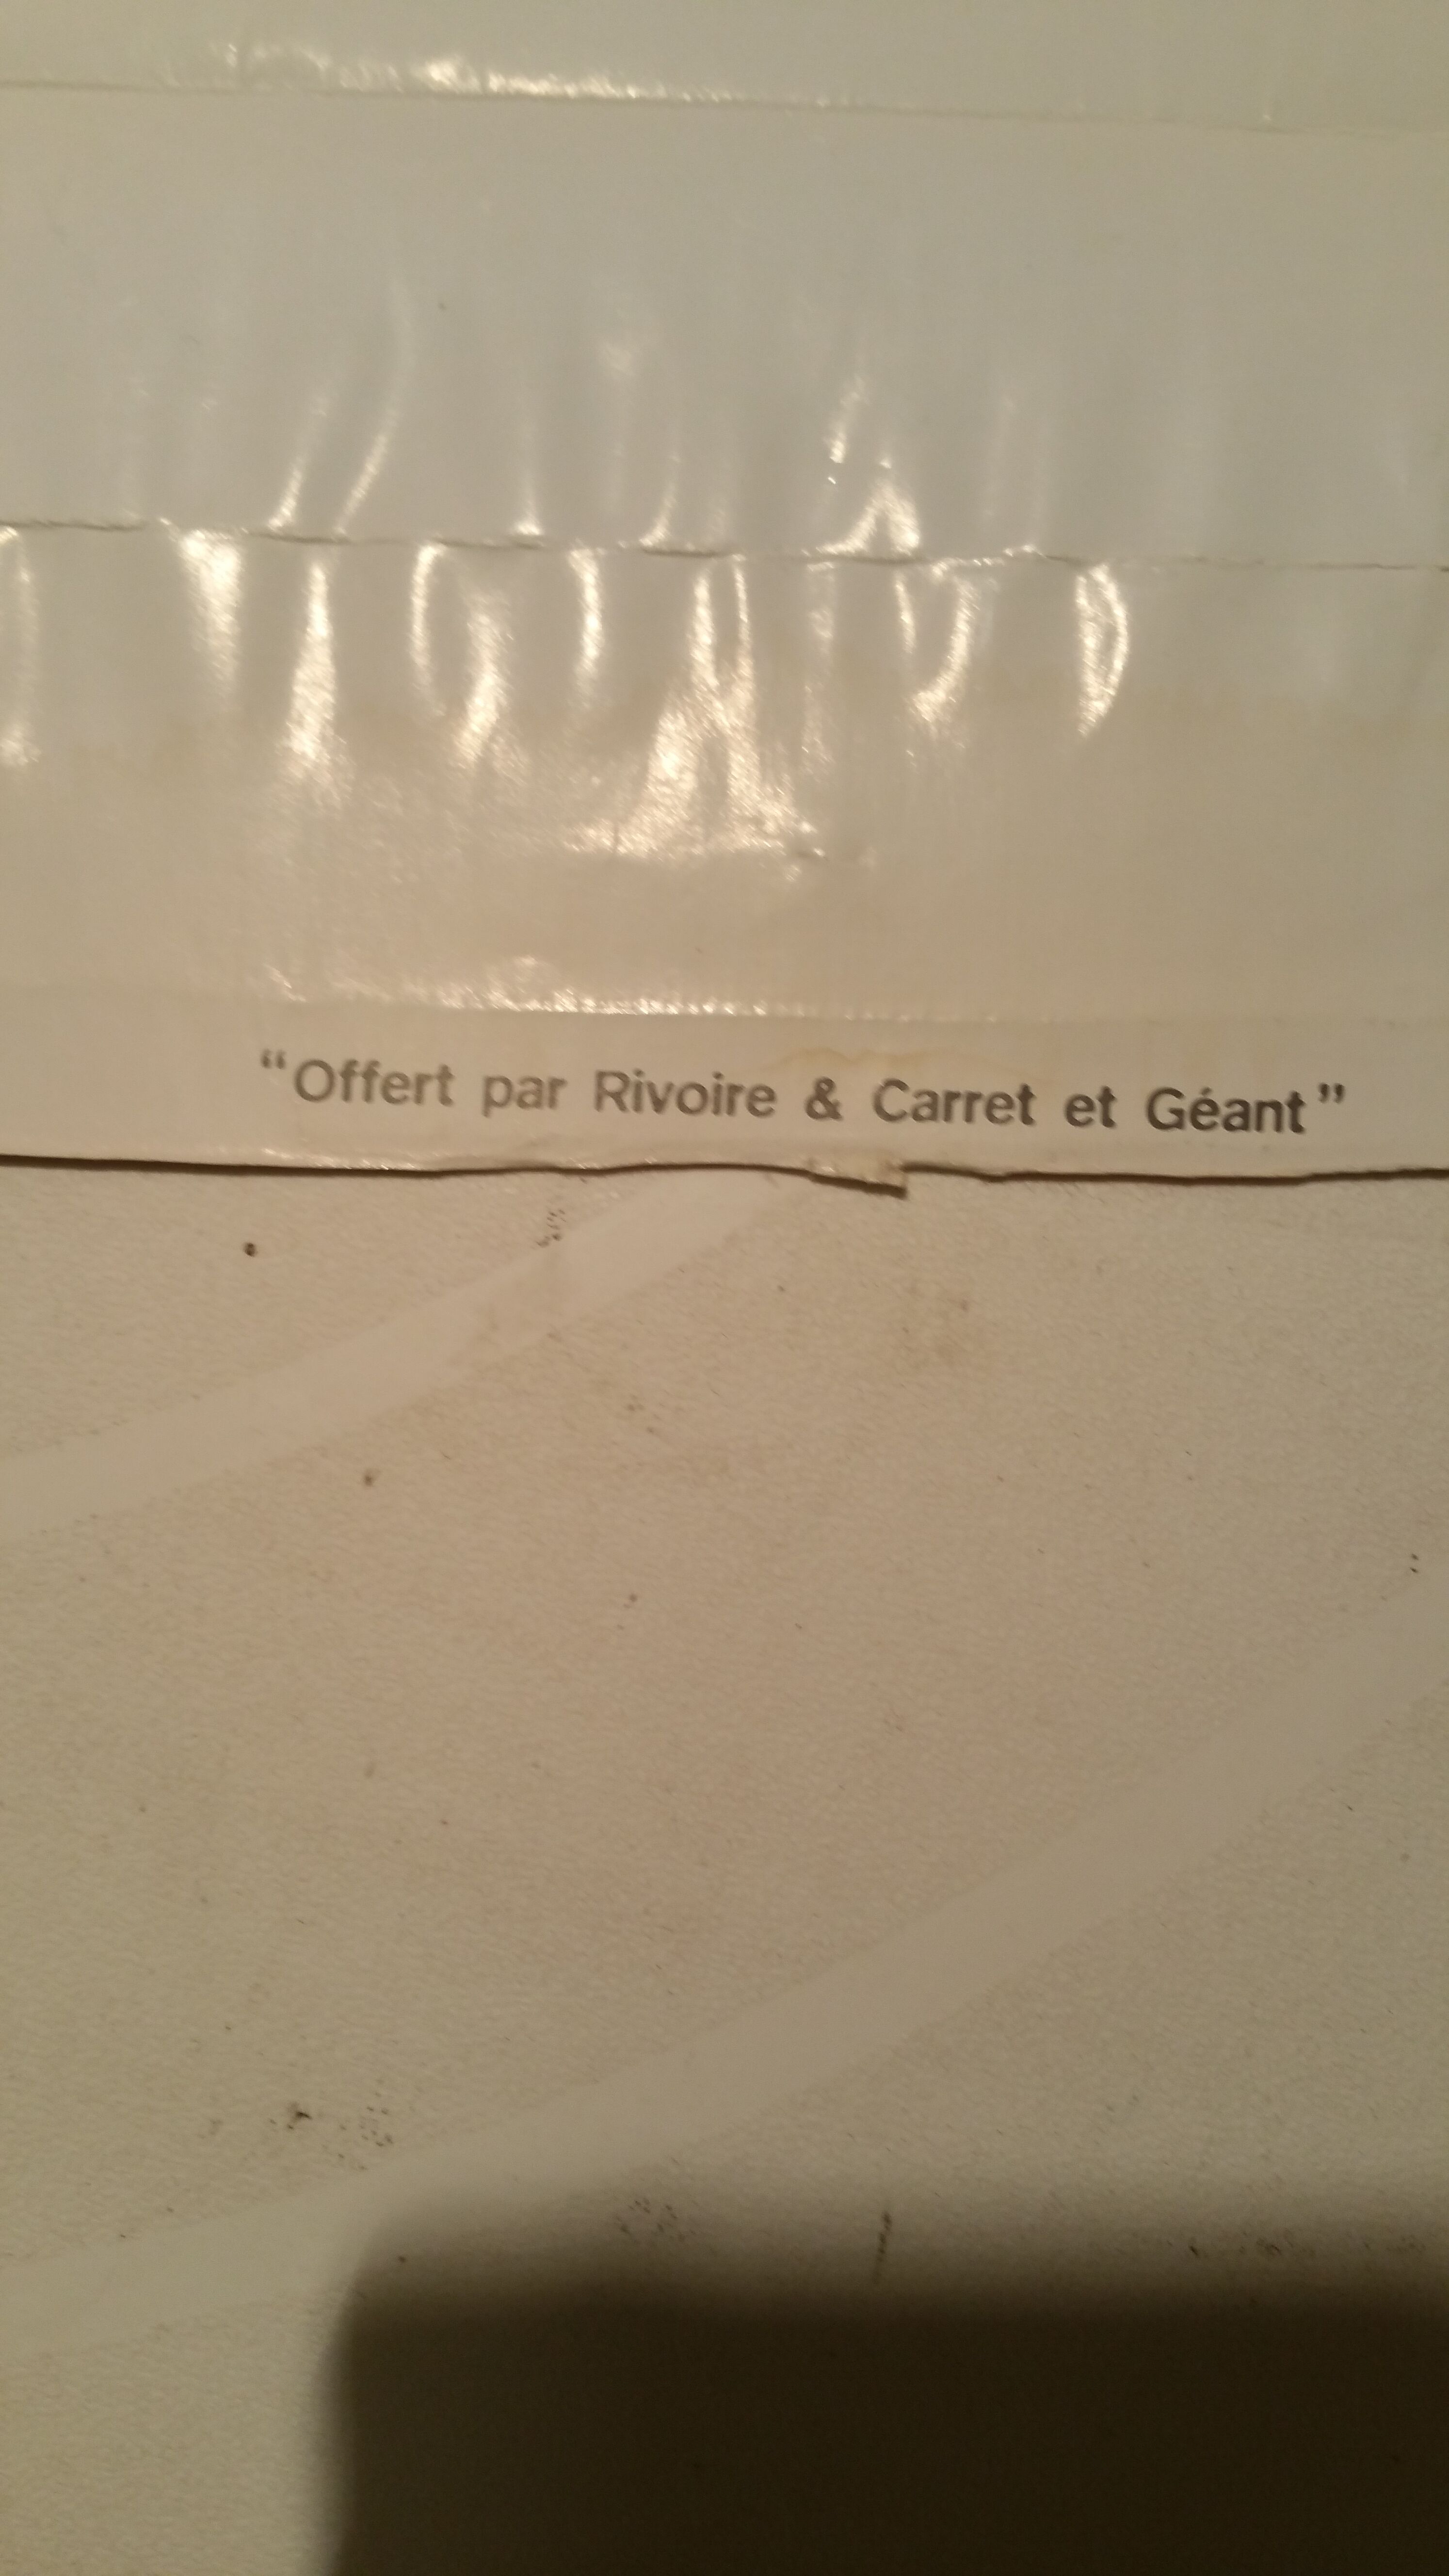 “Offert par Rivoire & Carret et Géant”